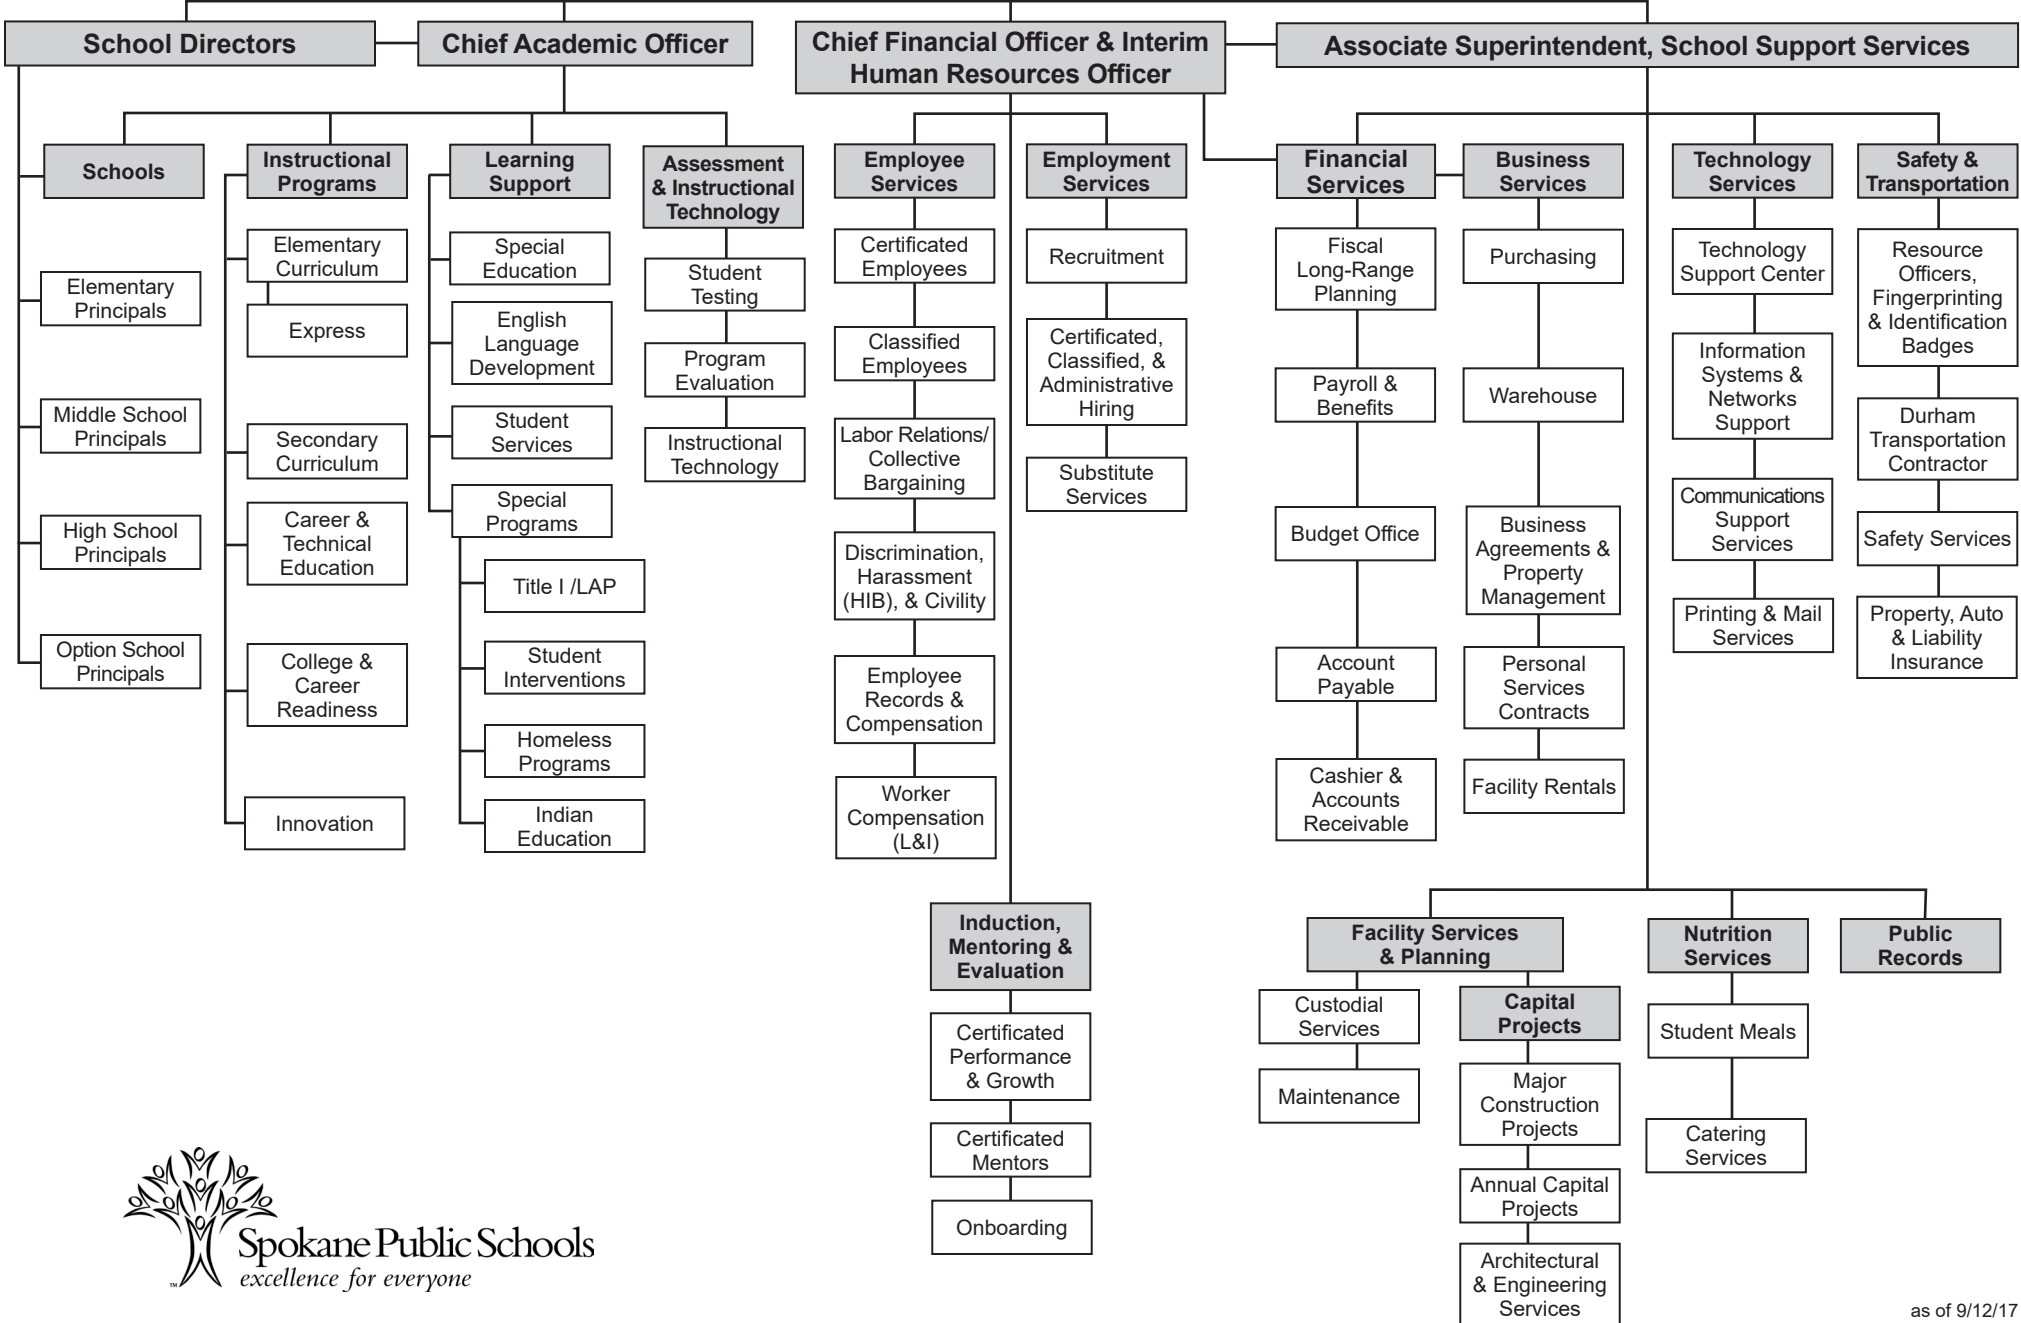 School Directors
Chief Academic Officer
Chief Financial Officer & Interim
Human Resources Officer
Associate Superintendent, School Support Services
Schools
Elementary
Principals
Middle School
Principals
High School
Principals
Option School
Principals
Instructional
Programs
Elementary
Curriculum
Express
Secondary
Curriculum
Career &
Technical
Education
College &
Career
Readiness
Innovation
Learning
Support
Special
Education
English
Language
Development
Student
Services
Special
Programs
Title I /LAP
Student
Interventions
Homeless
Programs
Indian
Education
Assessment
& Instructional
Technology
Student
Testing
Program
Evaluation
Instructional
Technology
Employee
Services
Certificated
Employees
Classified
Employees
Labor Relations/
Collective
Bargaining
Discrimination,
Harassment
(HIB), & Civility
Employee
Records &
Compensation
Worker
Compensation
(L&I)
Employment
Services
Recruitment
Certificated,
Classified, &
Administrative
Hiring
Substitute
Services
Induction,
Mentoring &
Evaluation
Certificated
Performance
& Growth
Certificated
Mentors
Onboarding
Financial
Services
Fiscal
Long-Range
Planning
Payroll &
Benefits
Budget Office
Account
Payable
Cashier &
Accounts
Receivable
Business
Services
Purchasing
Warehouse
Business
Agreements &
Property
Management
Personal
Services
Contracts
Facility Rentals
Technology
Services
Technology
Support Center
Information
Systems &
Networks
Support
Communications
Support
Services
Printing & Mail
Services
Safety &
Transportation
Resource
Officers,
Fingerprinting
& Identification
Badges
Durham
Transportation
Contractor
Safety Services
Property, Auto
& Liability
Insurance
Facility Services
& Planning
Custodial
Services
Maintenance
Capital
Projects
Major
Construction
Projects
Annual Capital
Projects
Architectural
& Engineering
Services
Nutrition
Services
Student Meals
Catering
Services
Public
Records
Spokane Public Schools
excellence for everyone
™
as of 9/12/17